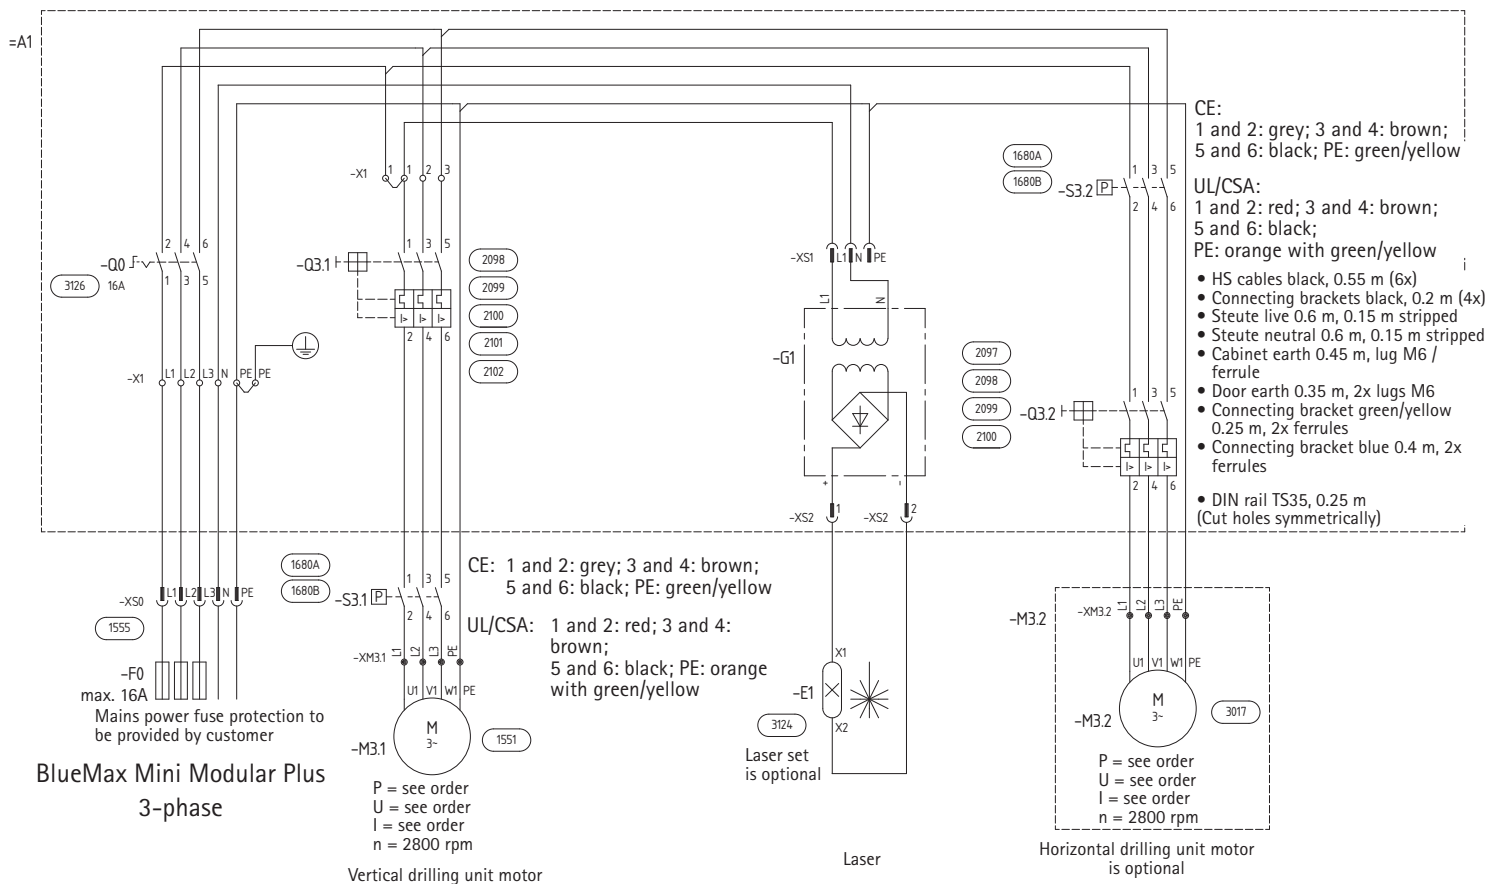 =A1
CE:
1 and 2: grey; 3 and 4: brown;
5 and 6: black; PE: green/yellow
UL/CSA:
1 and 2: red; 3 and 4: brown;
5 and 6: black;
PE: orange with green/yellow
• HS cables black, 0.55 m (6x)
• Connecting brackets black, 0.2 m (4x)
• Steute live 0.6 m, 0.15 m stripped
• Steute neutral 0.6 m, 0.15 m stripped
• Cabinet earth 0.45 m, lug M6 /
ferrule
• Door earth 0.35 m, 2x lugs M6
• Connecting bracket green/yellow
0.25 m, 2x ferrules
• Connecting bracket blue 0.4 m, 2x
ferrules
• DIN rail TS35, 0.25 m
(Cut holes symmetrically)
-X1 1 1 2 3
1680A
1680B
-S3.2 P
1 3 5
2 4 6
2 4 6
-Q0
3126
16A
1 3 5
-Q3.1
1 3 5
I> I> I>
2 4 6
2098
2099
2100
2101
2102
-XS1 L1 N PE
L1 N
-G1
+ -
2097
2098
2099
2100
-Q3.2
1 3 5
I> I> I>
2 4 6
-X1 L1 L2 L3 N PE PE
-XS2 1
-XS2 2
-XS0 L1 L2 L3 N PE
1555
-F0
max. 16A
Mains power fuse protection to
be provided by customer
BlueMax Mini Modular Plus
3-phase
1680A
1680B
-S3.1 P
1 3 5
2 4 6
CE: 1 and 2: grey; 3 and 4: brown;
5 and 6: black; PE: green/yellow
UL/CSA: 1 and 2: red; 3 and 4:
brown;
5 and 6: black; PE: orange
with green/yellow
-XM3.1 L1 L2 L3 PE
U1 V1 W1 PE
M
3~
-M3.1
1551
P = see order
U = see order
I = see order
n = 2800 rpm
Vertical drilling unit motor
X1
-E1
X2
3124
Laser set
is optional
Laser
-M3.2
-XM3.2 L1 L2 L3 PE
U1 V1 W1 PE
M
3~
-M3.2
3017
P = see order
U = see order
I = see order
n = 2800 rpm
Horizontal drilling unit motor
is optional